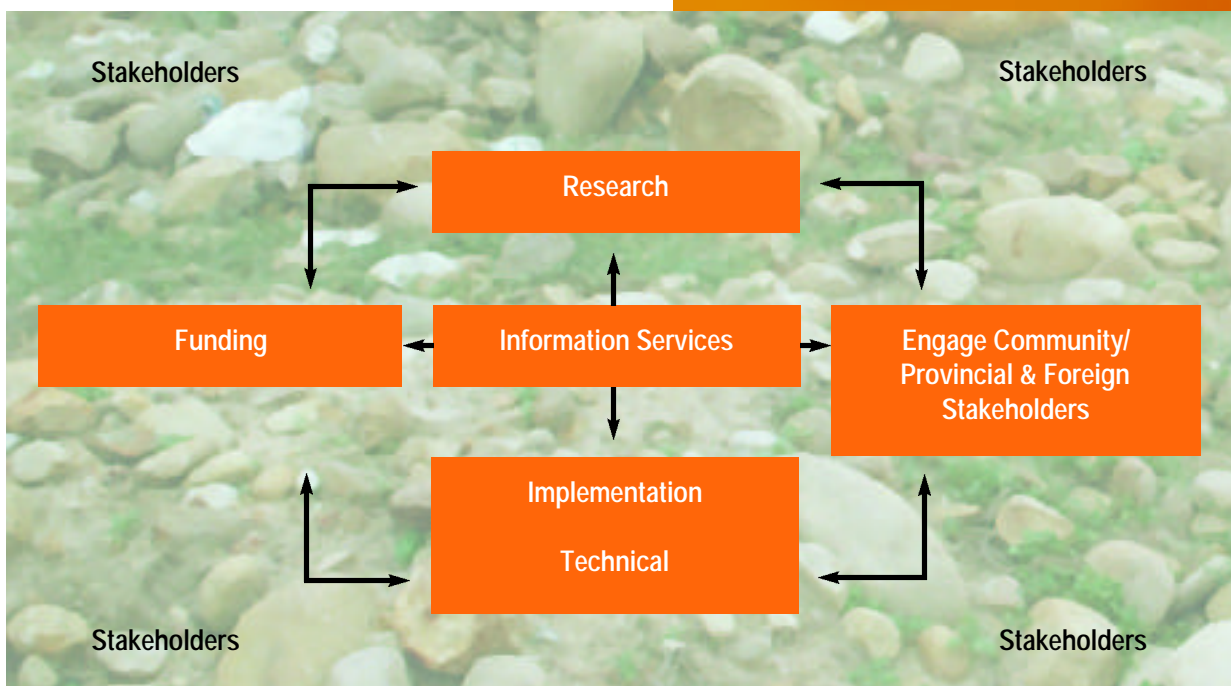 Stakeholders
Stakeholders
Research
Funding
Information Services
Engage Community/
Provincial & Foreign
Stakeholders
Implementation
Technical
Stakeholders
Stakeholders